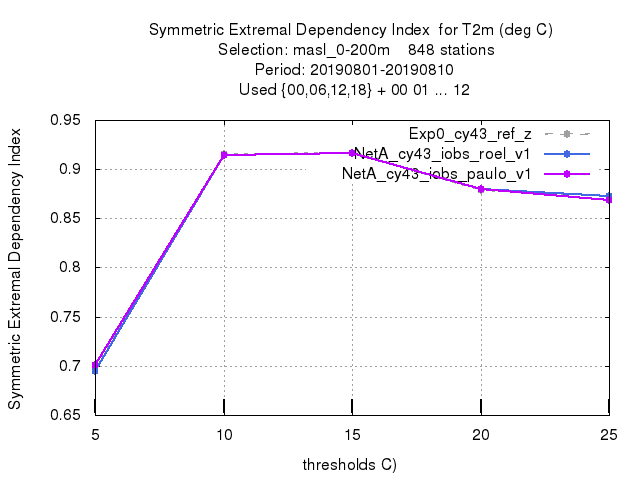 Symmetric Extremal Dependency Index  for T2m (deg C)
Selection: masl_0-200m    848 stations
Period: 20190801-20190810
Used {00,06,12,18} + 00 01 ... 12
Symmetric Extremal Dependency Index
0.95
0.9
0.85
0.8
0.75
0.7
0.65
Exp0_cy43_ref_z
NetA_cy43_iobs_roel_v1
NetA_cy43_iobs_paulo_v1
5
10
15
20
25
thresholds C)